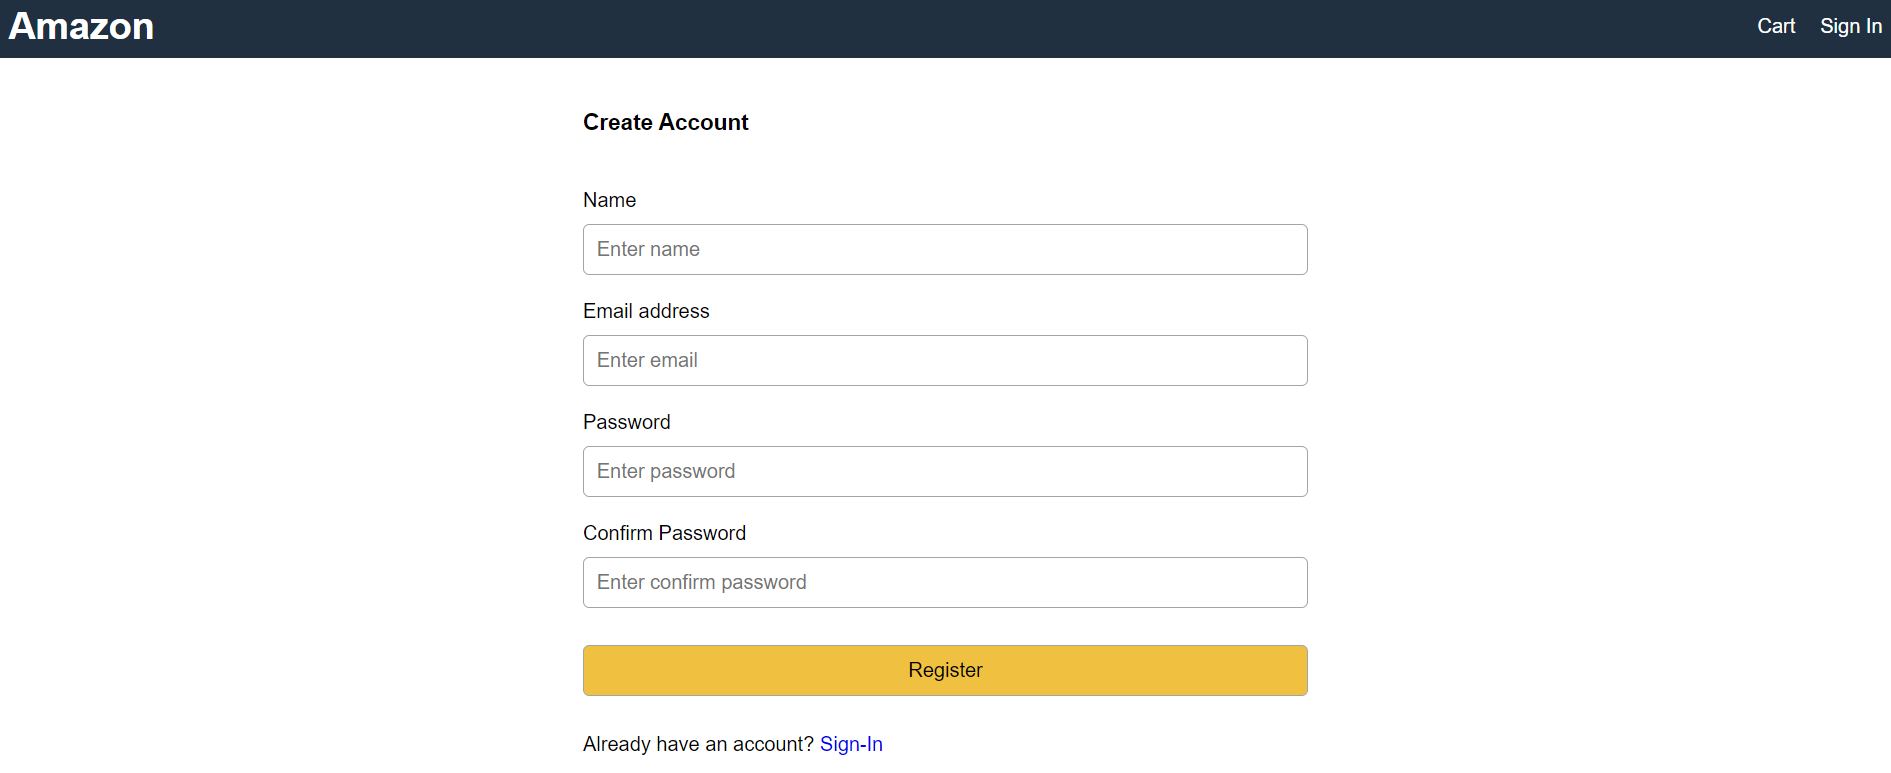 Amazon
Cart Sign In
Create Account
Name
Enter name
Email address
Enter email
Password
Enter password
Confirm Password
Enter confirm password
Register
Already have an account? Sign-In